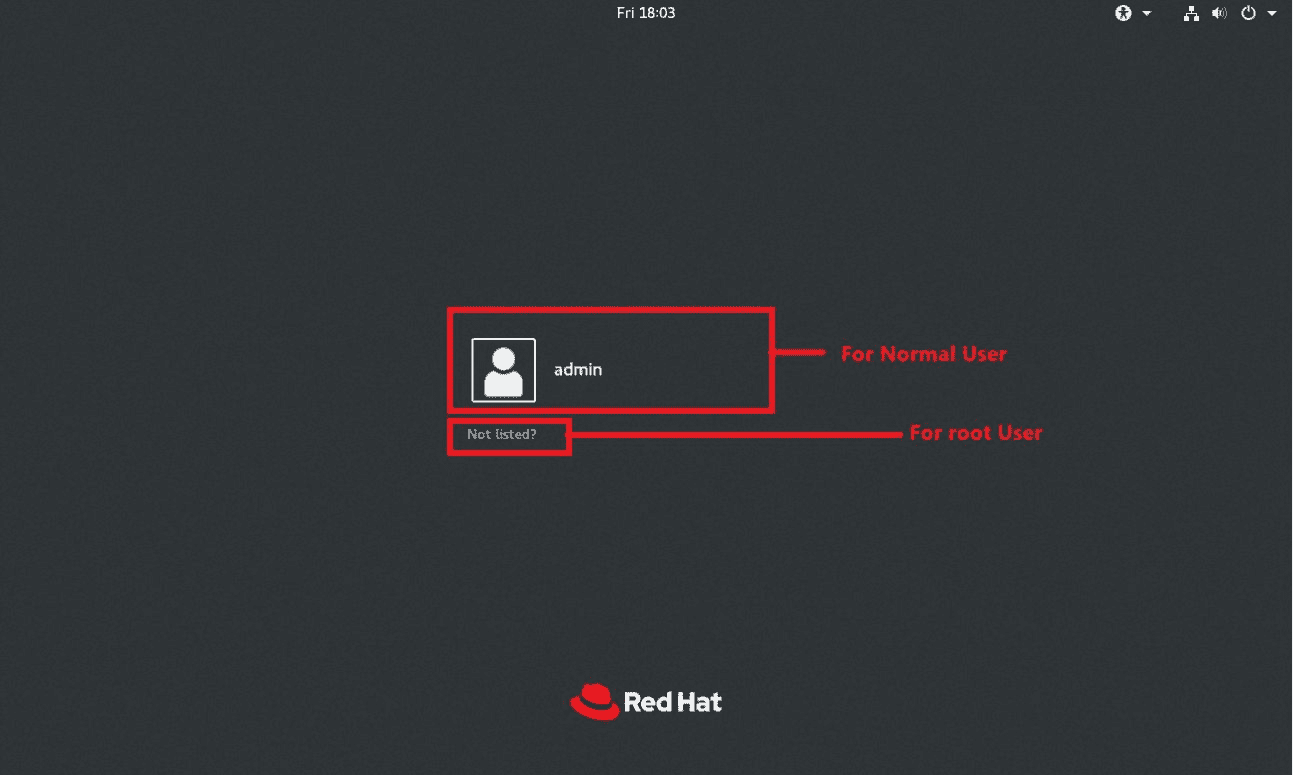 Fri 18:03
admin
For Normal User
Not listed?
For root User
Red Hat